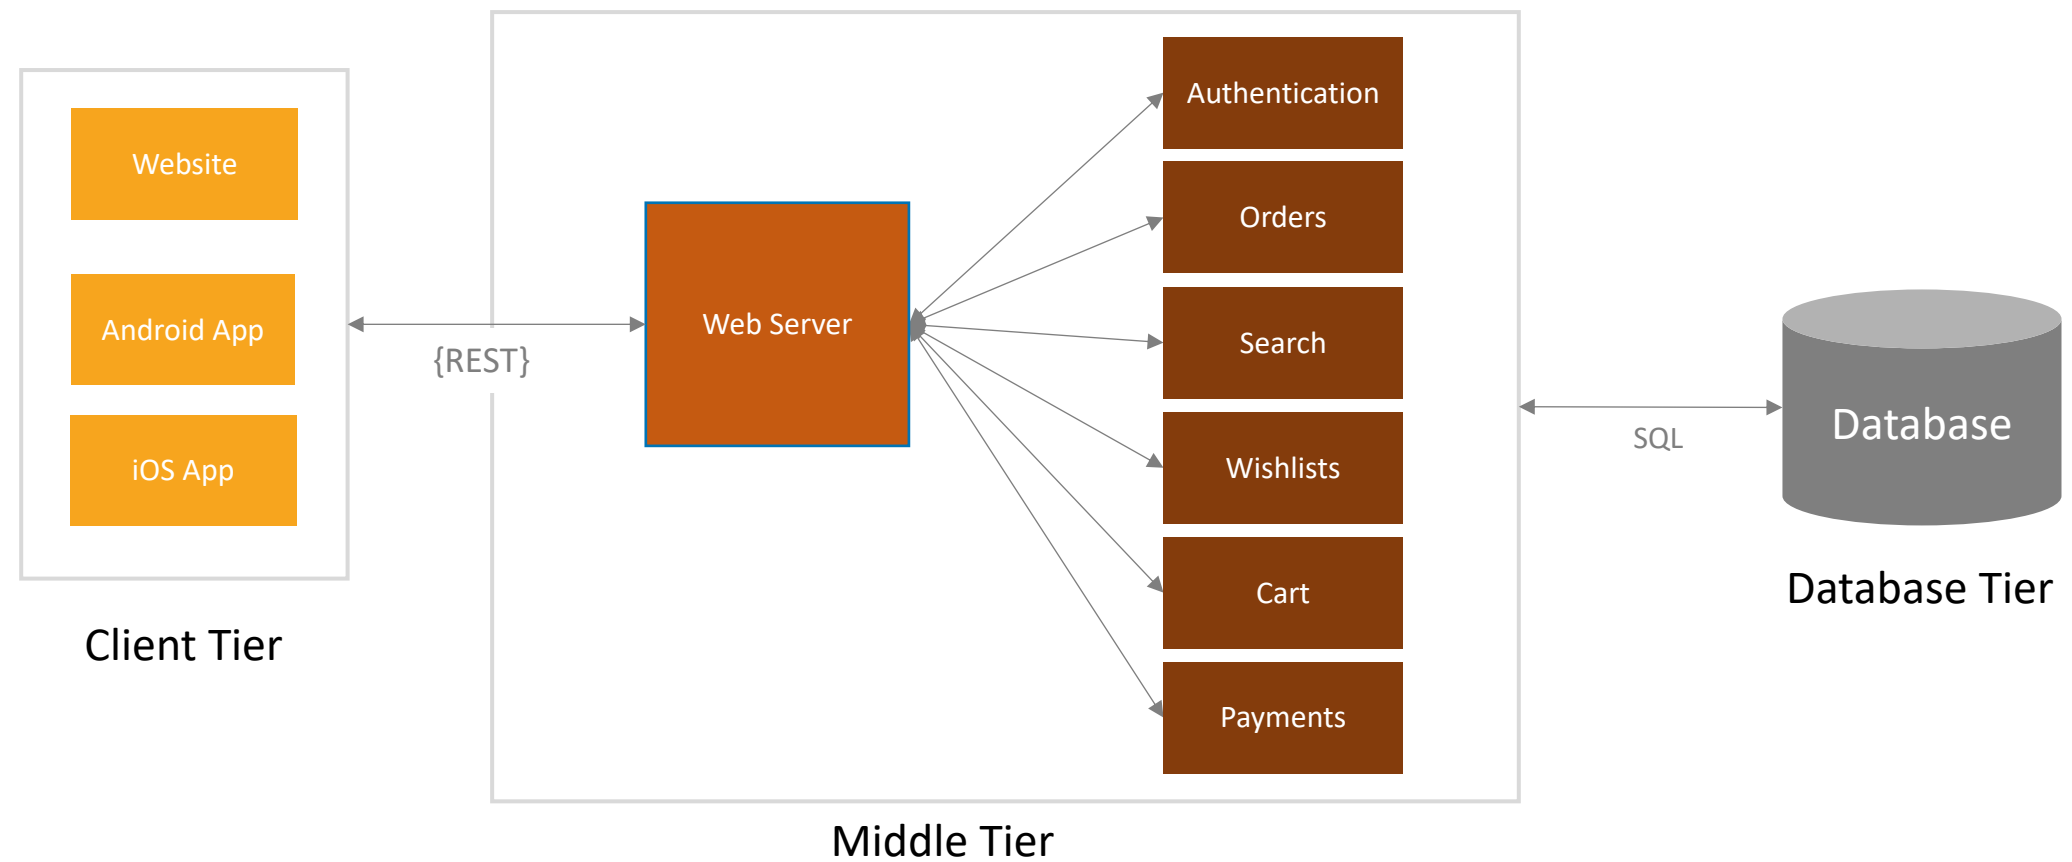 Website
Android App
iOS App
Client Tier
{REST}
Web Server
Authentication
Orders
Search
Wishlists
Cart
Payments
Middle Tier
SQL
Database
Database Tier